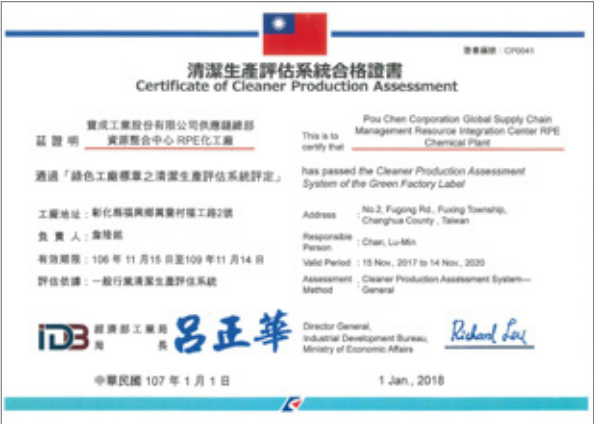 證書編號：CP0041
清潔生產評估系統合格證書
Certificate of Cleaner Production Assessment
茲證明
寶成工業股份有限公司供應鏈總部
資源整合中心 RPE化工廠
This is to
certify that
Pou Chen Corporation Global Supply Chain
Management Resource Integration Center RPE
Chemical Plant
通過「綠色工廠標章之清潔生產評估系統評定」
has passed the Cleaner Production Assessment
System of the Green Factory Label
工廠地址：彰化縣福興鄉萬豐村福工路2號
Address : No.2, Fugong Rd., Fuxing Township,
Changhua County , Taiwan
負責人：詹陸銘
Responsible
Person : Chan, Lu-Min
有效期限：106 年 11月15 日至109 年11月14 日
Valid Period : 15 Nov., 2017 to 14 Nov., 2020
評估依據：一般行業清潔生產評估系統
Assessment
Method : Cleaner Production Assessment System—
General
IDB 經濟部工業局
局長 呂正華
Director General,
Industrial Development Bureau,
Ministry of Economic Affairs
Richard Leu
中華民國 107 年 1 月 1 日
1 Jan., 2018